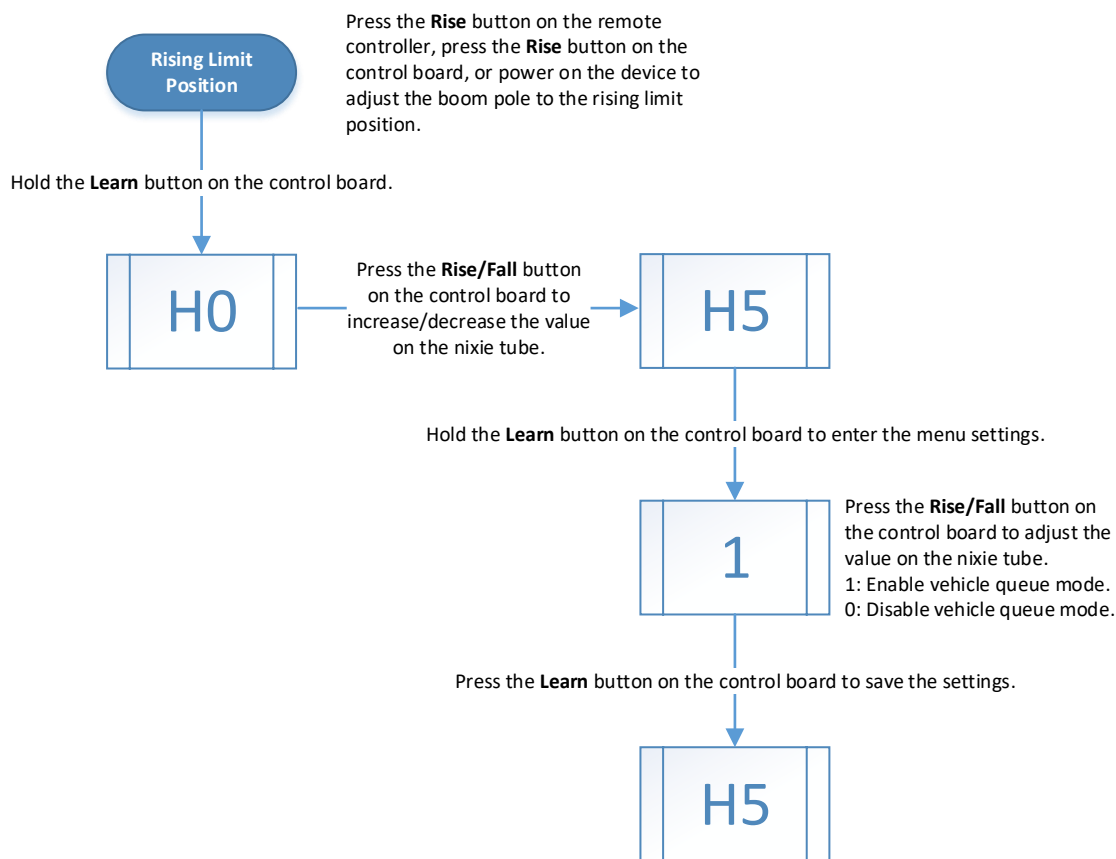 Press the Rise button on the remote
controller, press the Rise button on the
control board, or power on the device to
adjust the boom pole to the rising limit
position.
Rising Limit
Position
Hold the Learn button on the control board.
H0
Press the Rise/Fall button
on the control board to
increase/decrease the value
on the nixie tube.
H5
Hold the Learn button on the control board to enter the menu settings.
1
Press the Rise/Fall button on
the control board to adjust the
value on the nixie tube.
1: Enable vehicle queue mode.
0: Disable vehicle queue mode.
Press the Learn button on the control board to save the settings.
H5